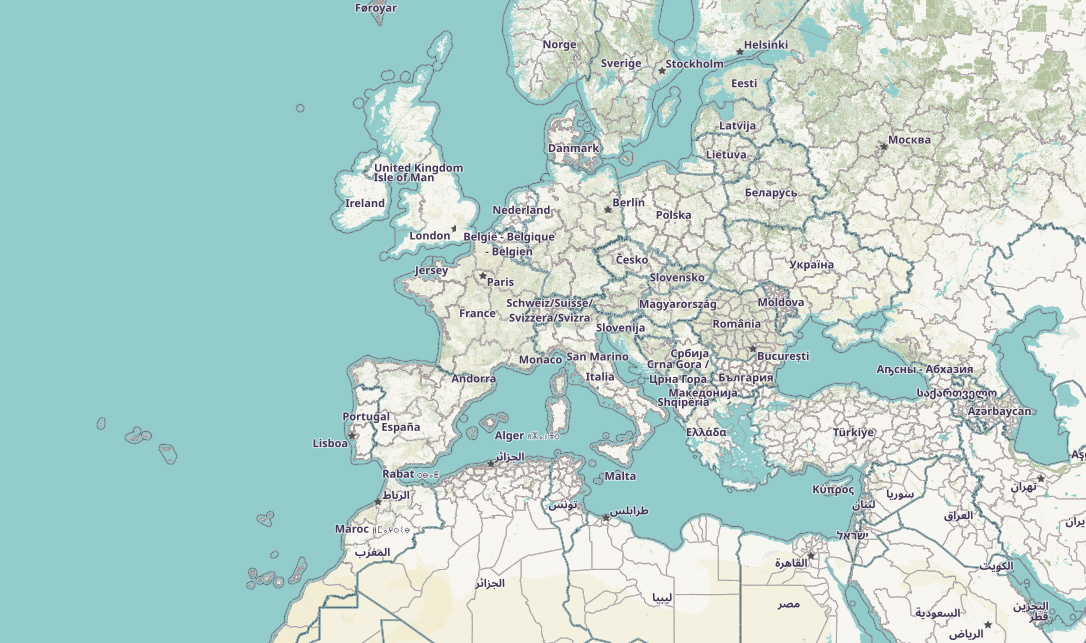 Føroyar
Norge
Helsinki
Sverige
Stockholm
Eesti
Latvija
Москва
Danmark
Lietuva
United Kingdom
Isle of Man
Беларусь
Ireland
Nederland
Berlin
Polska
London
België - Belgique
- Belgien
Česko
Україна
Jersey
Paris
Slovensko
Schweiz/Suisse/
Svizzera/Svizra
Magyarország
Moldova
France
Slovenija
România
Monaco
San Marino
Србија
București
Crna Gora /
Црна Гора
Аԥсны - Абхазия
Andorra
Italia
България
Македонија
საქართველო
Shqipëria
Azərbaycan
Portugal
España
Ελλάδα
Türkiye
Lisboa
Alger
الجزائر
Malta
Rabat
الرباط
تونس
طرابلس
Κύπρος
سوريا
لبنان
تهران
العراق
ישראל
Maroc
المغرب
القاهرة
الكويت
الجزائر
ليبيا
مصر
السعودية
البحرين
قطر
الرياض